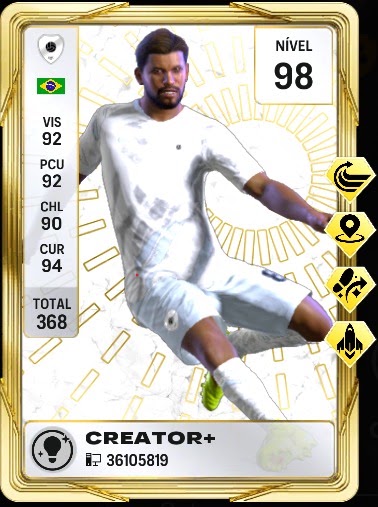 NÍVEL
98
VIS
92
PCU
92
CHL
90
CUR
94
TOTAL
368
CREATOR+
36105819